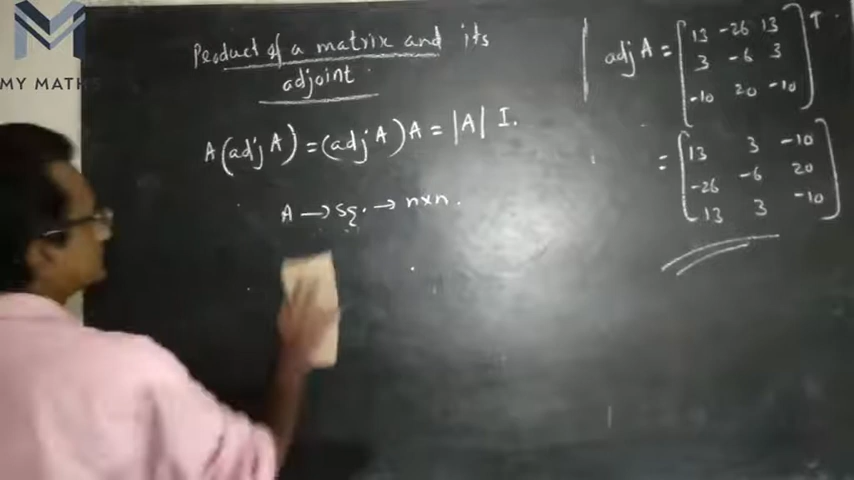 MY MATHS
Product of a matrix and its
adjoint
A(adj A) = (adj A) A = |A| I.
A → sq. → n×n.
adj A = [13 -26 13
3 -6 3
-10 20 -10]ᵀ
= [13 3 -10
-26 -6 20
13 3 -10]